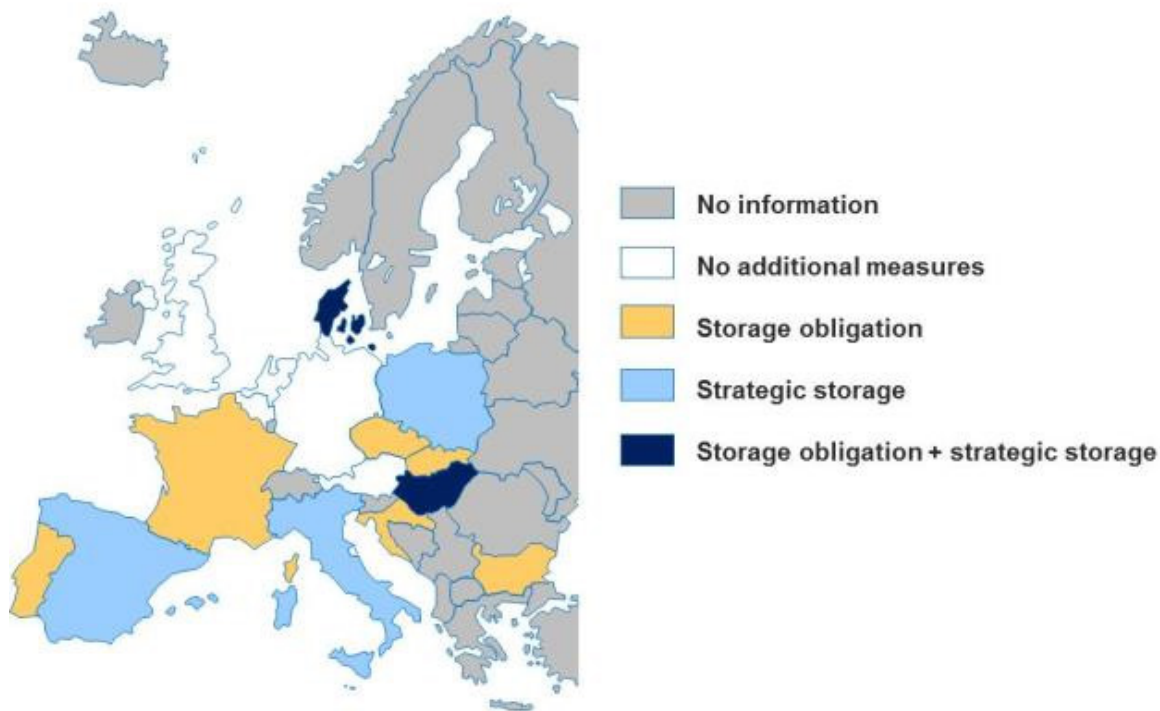 No information
No additional measures
Storage obligation
Strategic storage
Storage obligation + strategic storage